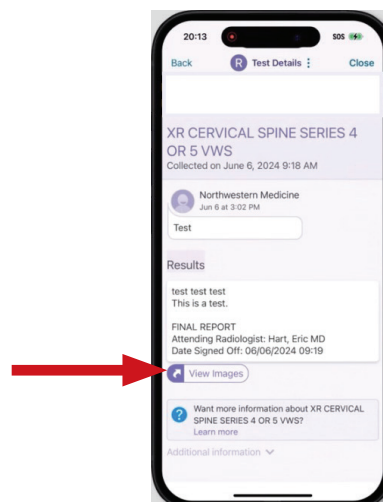 20:13 SOS
Back R Test Details Close
XR CERVICAL SPINE SERIES 4
OR 5 VWS
Collected on June 6, 2024 9:18 AM
Northwestern Medicine
Jun 6 at 3:02 PM
Test
Results
test test test
This is a test.
FINAL REPORT
Attending Radiologist: Hart, Eric MD
Date Signed Off: 06/06/2024 09:19
View Images
Want more information about XR CERVICAL
SPINE SERIES 4 OR 5 VWS?
Learn more
Additional information